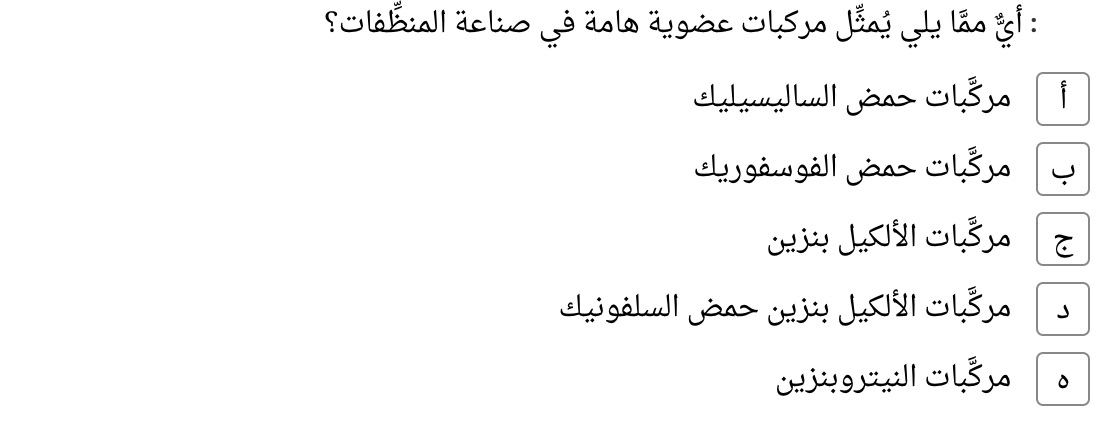 : أيٌّ ممَّا يلي يُمثِّل مركبات عضوية هامة في صناعة المنظِّفات؟
أ مركَّبات حمض الساليسيليك
ب مركَّبات حمض الفوسفوريك
ج مركَّبات الألكيل بنزين
د مركَّبات الألكيل بنزين حمض السلفونيك
ه مركَّبات النيتروبنزين